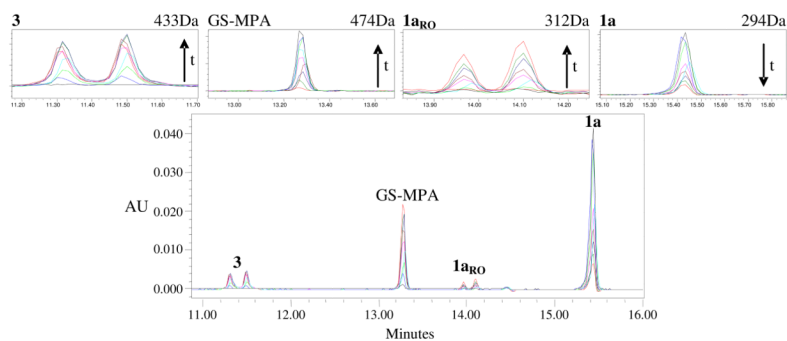 3 433Da GS-MPA 474Da 1aRO 312Da 1a 294Da
t t t t
11.20 11.30 11.40 11.50 11.60 11.70 13.00 13.20 13.40 13.60 13.90 14.00 14.10 14.20 15.10 15.20 15.30 15.40 15.50 15.60 15.70 15.80
1a
0.040
0.030
GS-MPA
AU 0.020
0.010
3 1aRO
0.000
11.00 12.00 13.00 14.00 15.00 16.00
Minutes